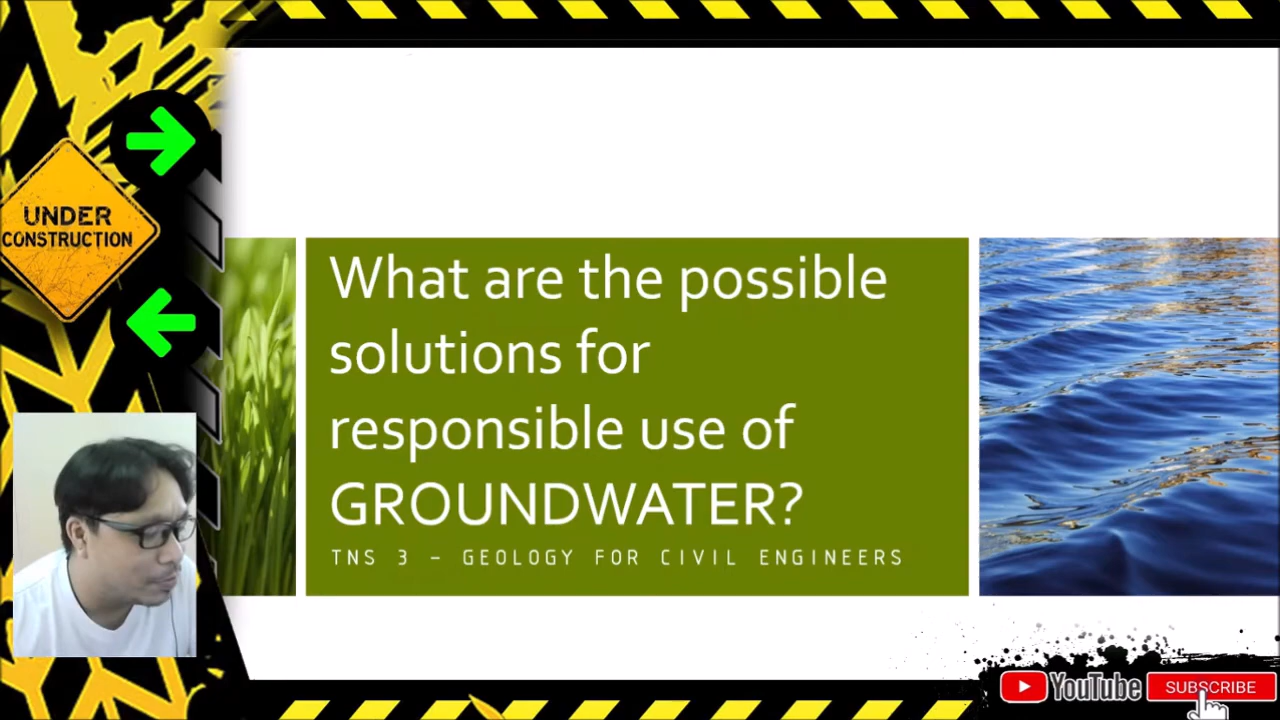 UNDER
CONSTRUCTION
What are the possible
solutions for
responsible use of
GROUNDWATER?
TNS 3 – GEOLOGY FOR CIVIL ENGINEERS
YouTube SUBSCRIBE